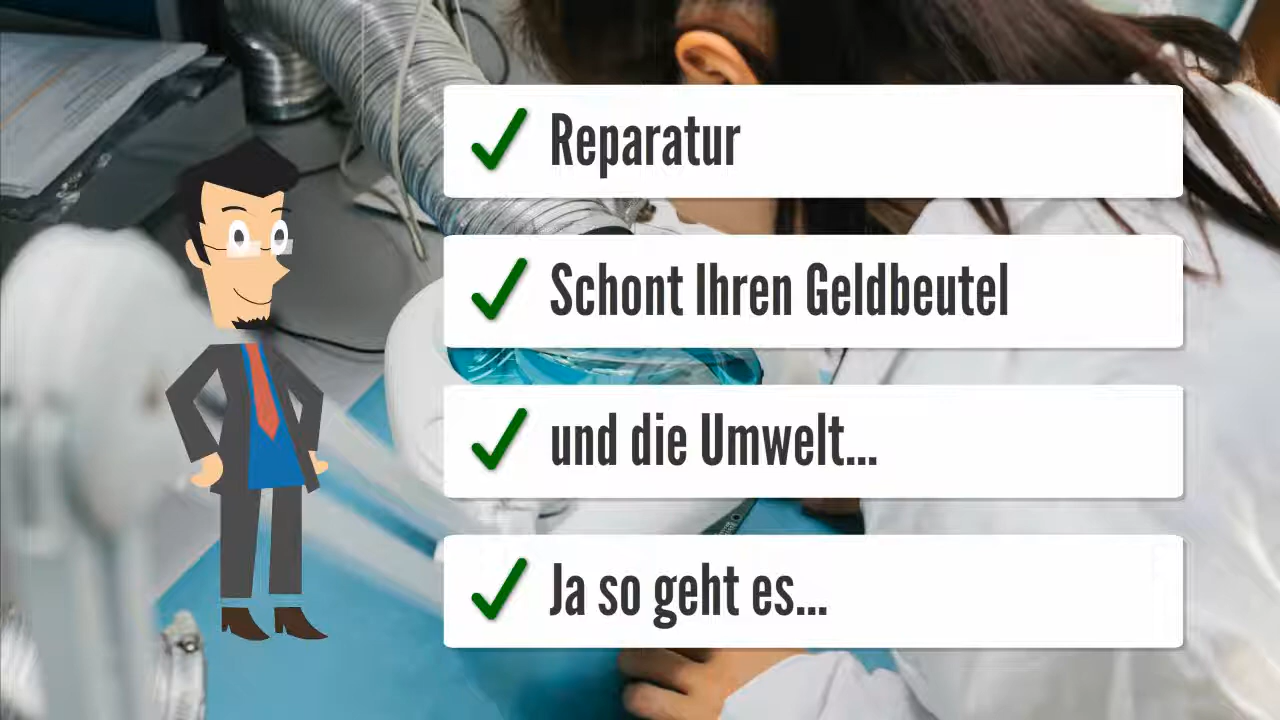 Reparatur
Schont Ihren Geldbeutel
und die Umwelt...
Ja so geht es...